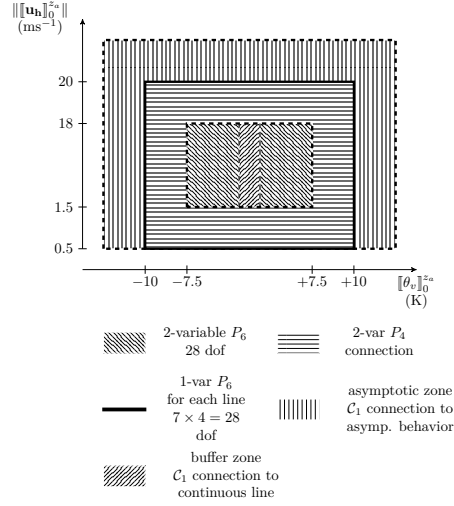 ‖⟦u_h⟧_0^{z_a}‖
(ms⁻¹)
20
18
1.5
0.5
−10 −7.5 +7.5 +10 ⟦θ_v⟧_0^{z_a}
(K)
2-variable P_6
28 dof
2-var P_4
connection
1-var P_6
for each line
7 × 4 = 28
dof
asymptotic zone
C_1 connection to
asymp. behavior
buffer zone
C_1 connection to
continuous line